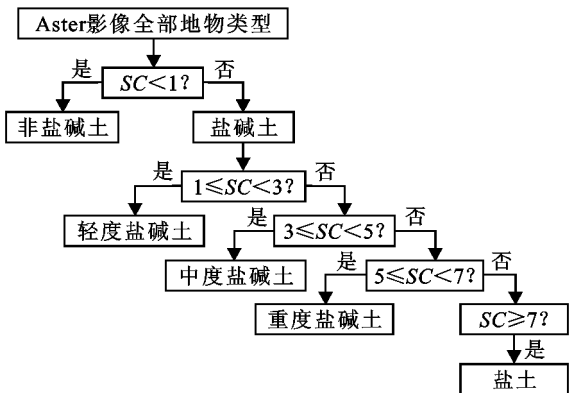 Aster影像全部地物类型
是
否
SC<1?
非盐碱土
盐碱土
是
否
1≤SC<3?
轻度盐碱土
是
否
3≤SC<5?
中度盐碱土
是
否
5≤SC<7?
重度盐碱土
SC≥7?
是
盐土